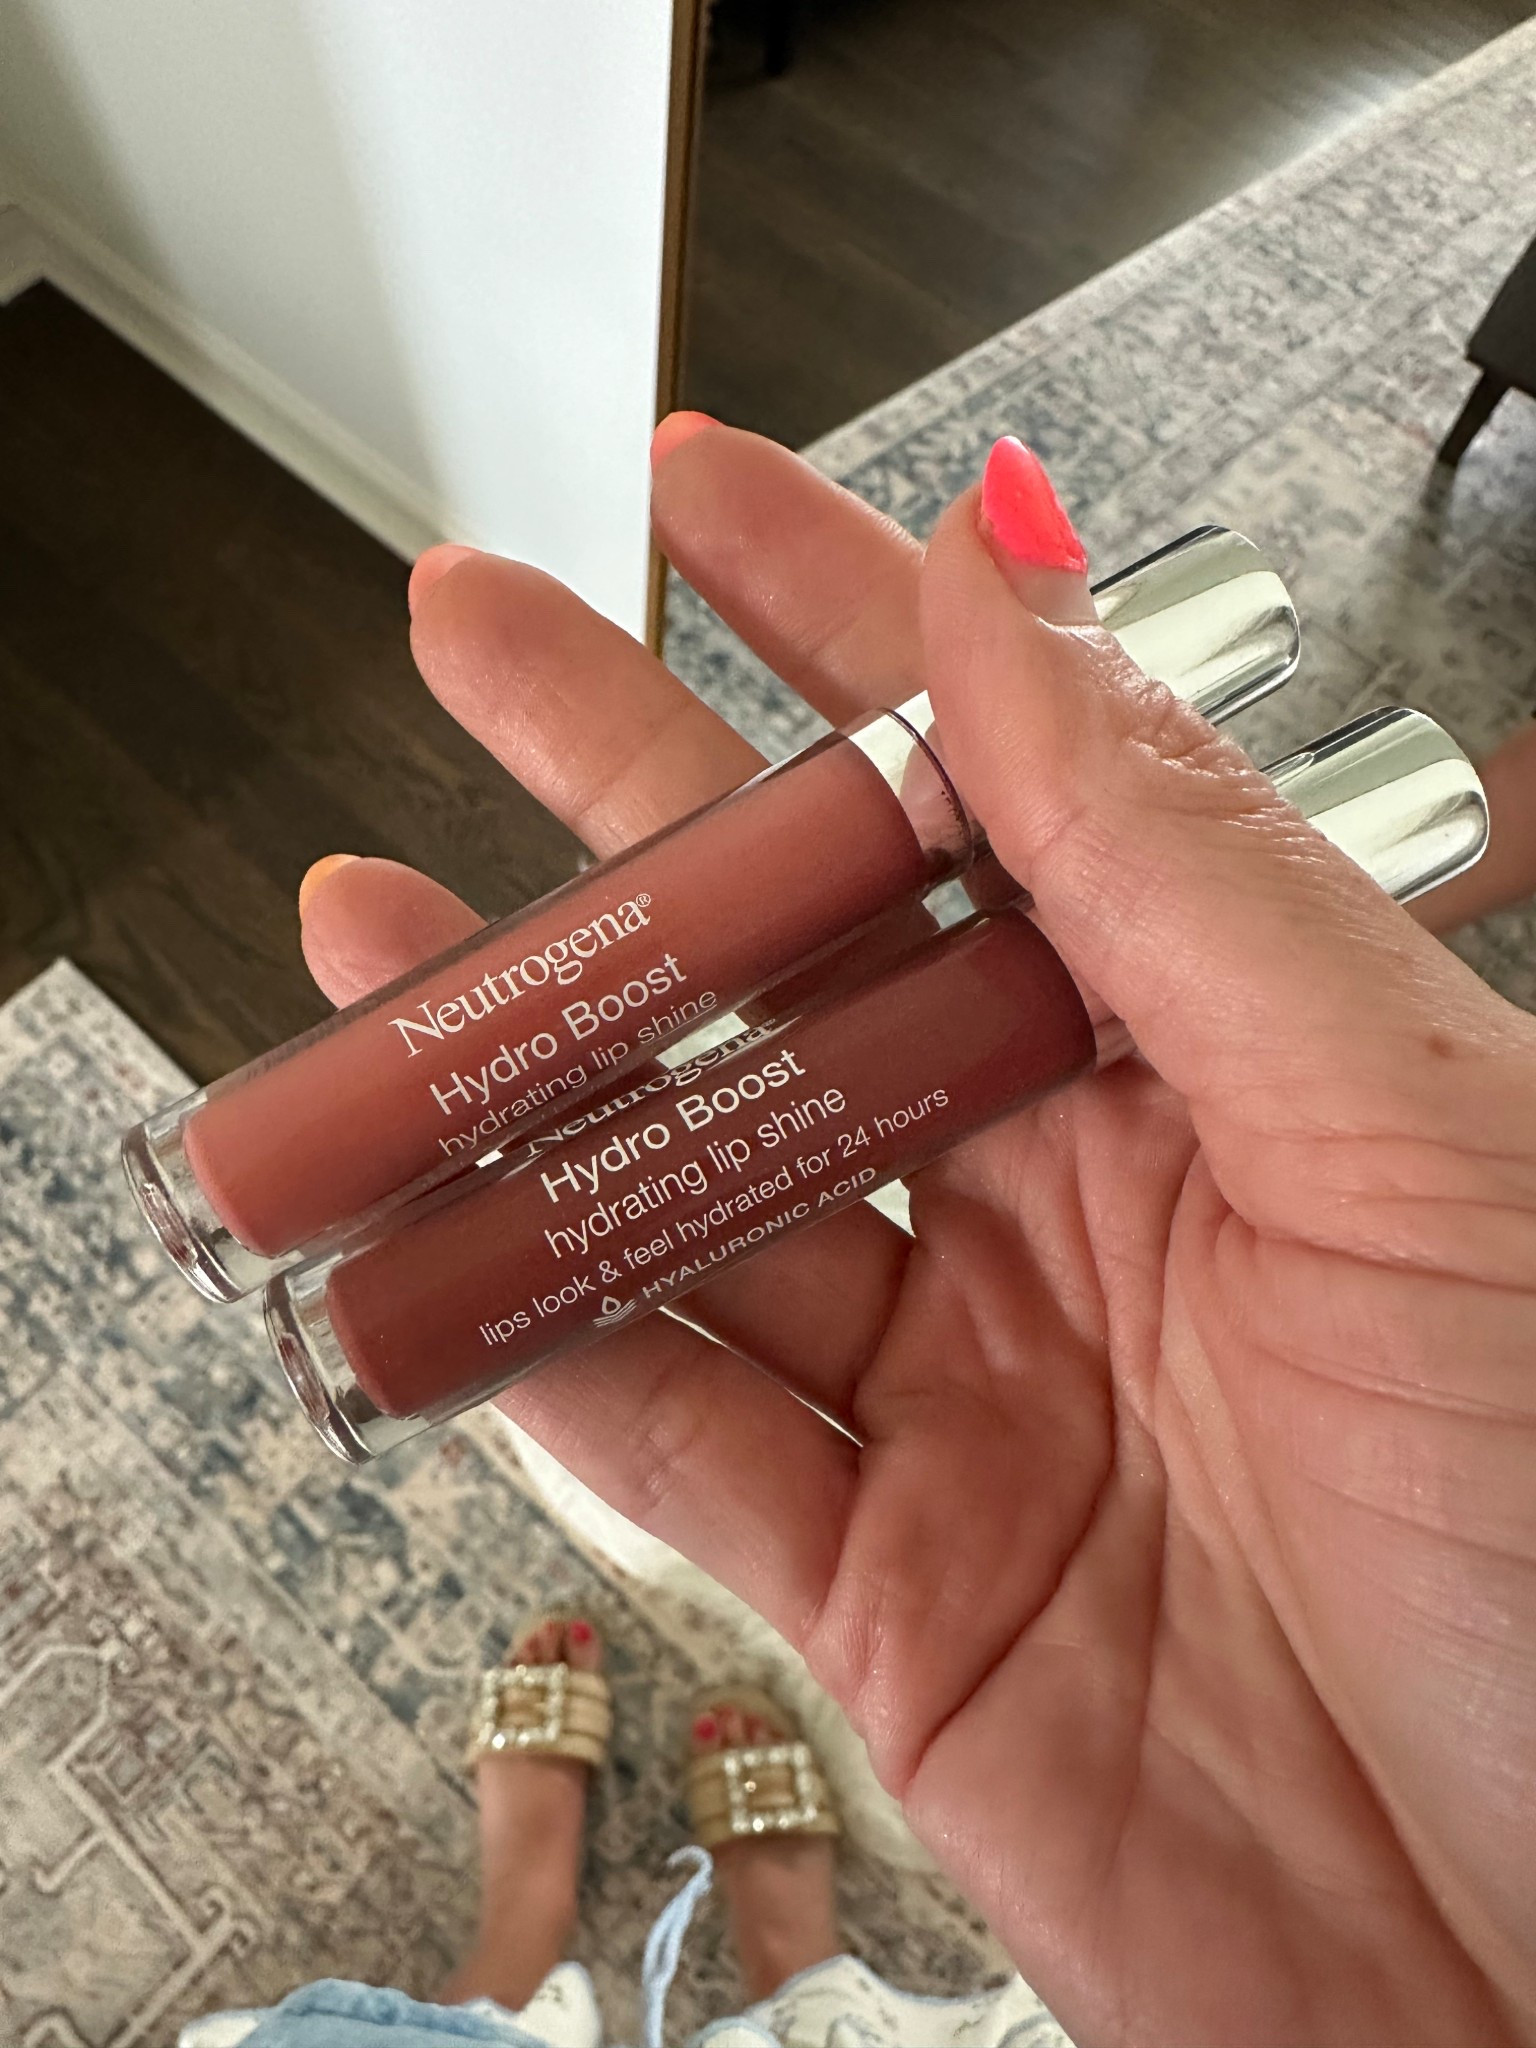 Neutrogena®
Hydro Boost
hydrating lip shine
Neutrogena®
Hydro Boost
hydrating lip shine
lips look & feel hydrated for 24 hours
HYALURONIC ACID